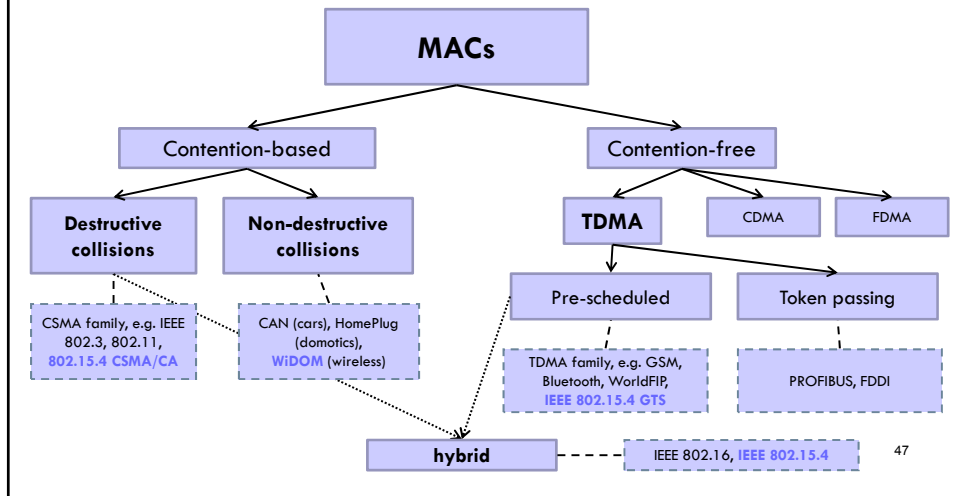 MACs
Contention-based
Contention-free
Destructive
collisions
Non-destructive
collisions
TDMA
CDMA
FDMA
CSMA family, e.g. IEEE
802.3, 802.11,
802.15.4 CSMA/CA
CAN (cars), HomePlug
(domotics),
WiDOM (wireless)
Pre-scheduled
Token passing
TDMA family, e.g. GSM,
Bluetooth, WorldFIP,
IEEE 802.15.4 GTS
PROFIBUS, FDDI
hybrid
IEEE 802.16, IEEE 802.15.4
47